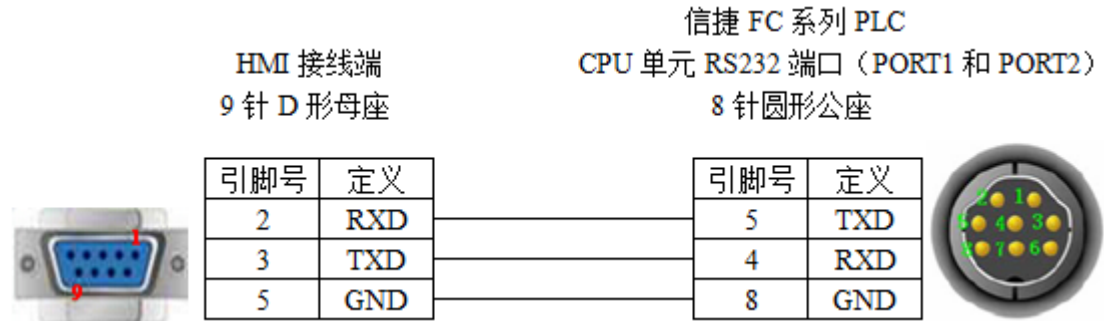 信捷 FC 系列 PLC
HMI 接线端
CPU 单元 RS232 端口（PORT1 和 PORT2）
9 针 D 形母座
8 针圆形公座
引脚号 定义 引脚号 定义
2 RXD 5 TXD
3 TXD 4 RXD
5 GND 8 GND
1
9
2 1
5 4 3
8 7 6